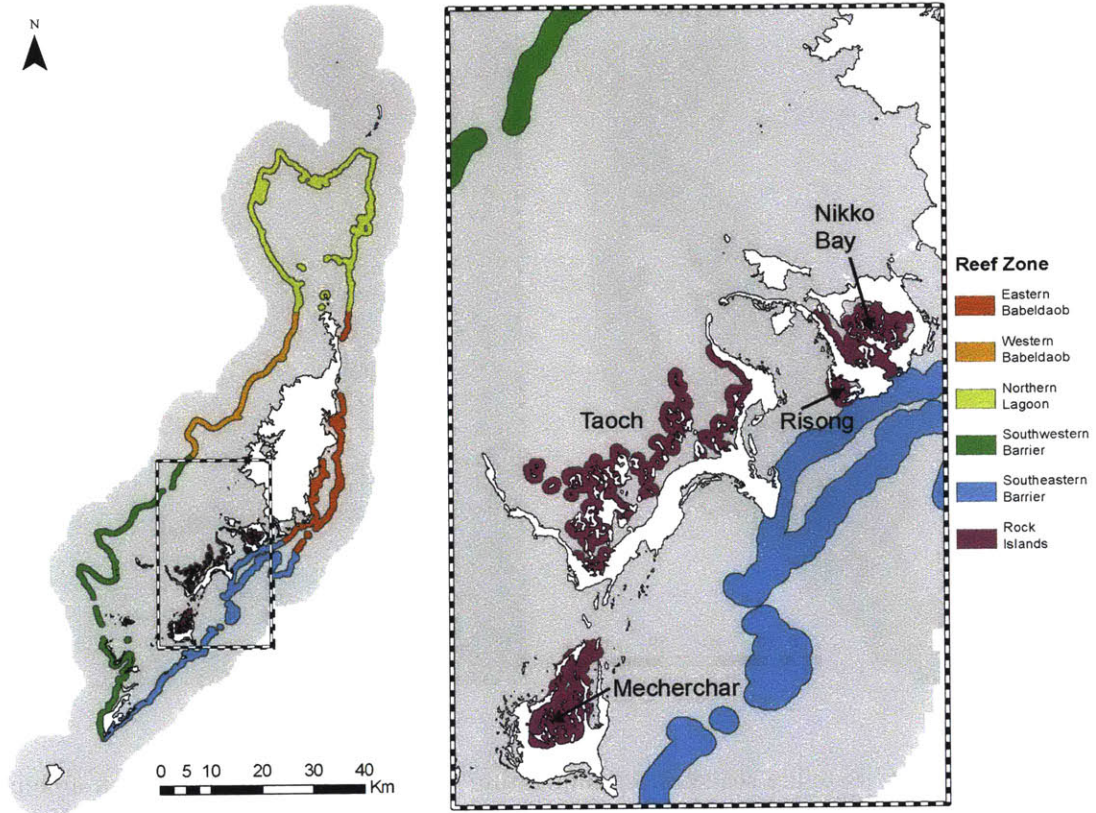 N
0 5 10 20 30 40
Km
Nikko
Bay
Taoch
Risong
Mecherchar
Reef Zone
Eastern
Babeldaob
Western
Babeldaob
Northern
Lagoon
Southwestern
Barrier
Southeastern
Barrier
Rock
Islands